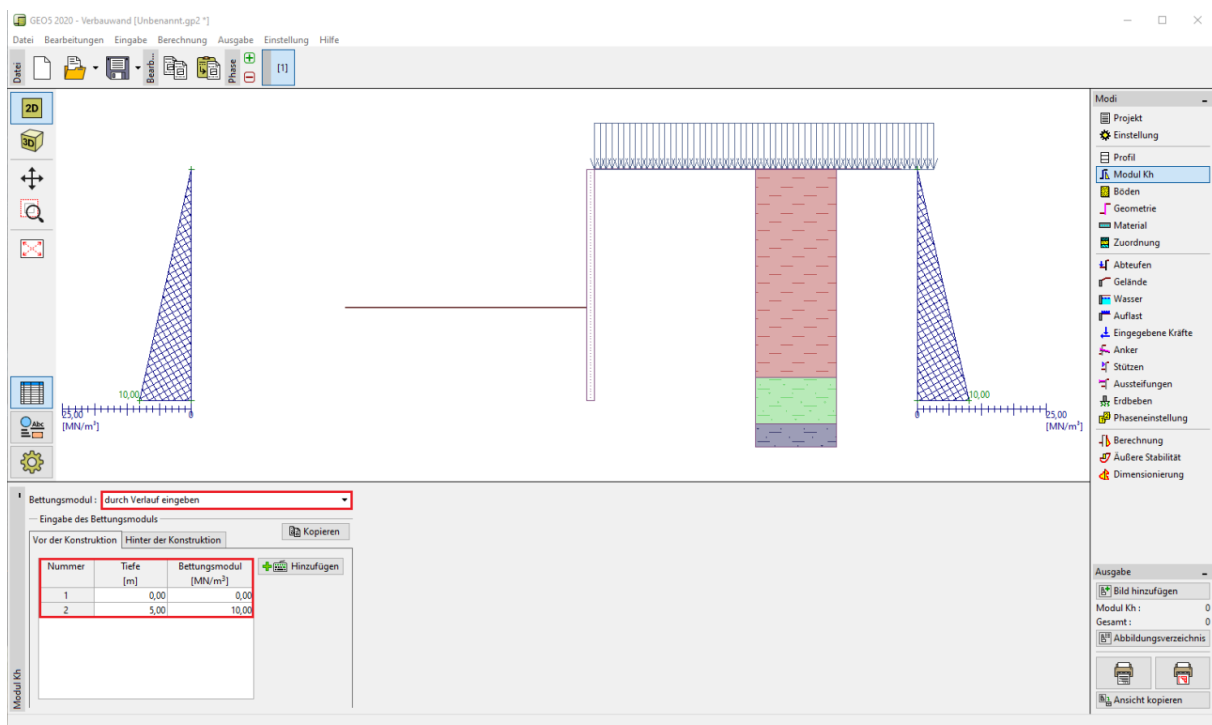 GEO5 2020 - Verbauwand [Unbenannt.gp2 *]
Datei Bearbeitungen Eingabe Berechnung Ausgabe Einstellung Hilfe
Datei
Bearb...
Phase
[1]
2D
3D
10,00
25,00
0
[MN/m³]
10,00
0
25,00
[MN/m³]
Abc
Modi
Projekt
Einstellung
Profil
Modul Kh
Böden
Geometrie
Material
Zuordnung
Abteufen
Gelände
Wasser
Auflast
Eingegebene Kräfte
Anker
Stützen
Aussteifungen
Erdbeben
Phaseneinstellung
Berechnung
Äußere Stabilität
Dimensionierung
Modul Kh
Bettungsmodul : durch Verlauf eingeben
Eingabe des Bettungsmoduls
Kopieren
Vor der Konstruktion Hinter der Konstruktion
Nummer Tiefe Bettungsmodul
[m] [MN/m³]
1 0,00 0,00
2 5,00 10,00
Hinzufügen
Ausgabe
Bild hinzufügen
Modul Kh : 0
Gesamt : 0
Abbildungsverzeichnis
Ansicht kopieren